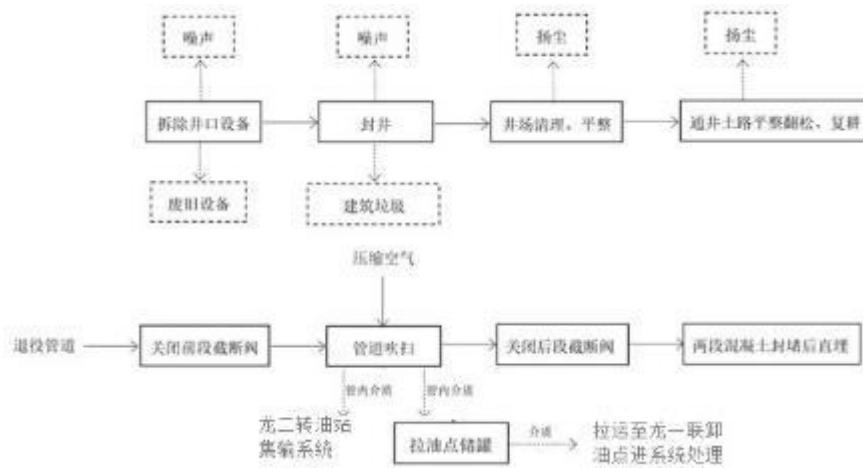 噪声
噪声
扬尘
扬尘
拆除井口设备
封井
井场清理、平整
通井土路平整翻松、复耕
废旧设备
建筑垃圾
压缩空气
退役管道
关闭前段截断阀
管道吹扫
关闭后段截断阀
两段混凝土封堵后直埋
管内介质
管内介质
龙二转油站
集输系统
拉油点储罐
介质
拉运至龙一联卸
油点进系统处理